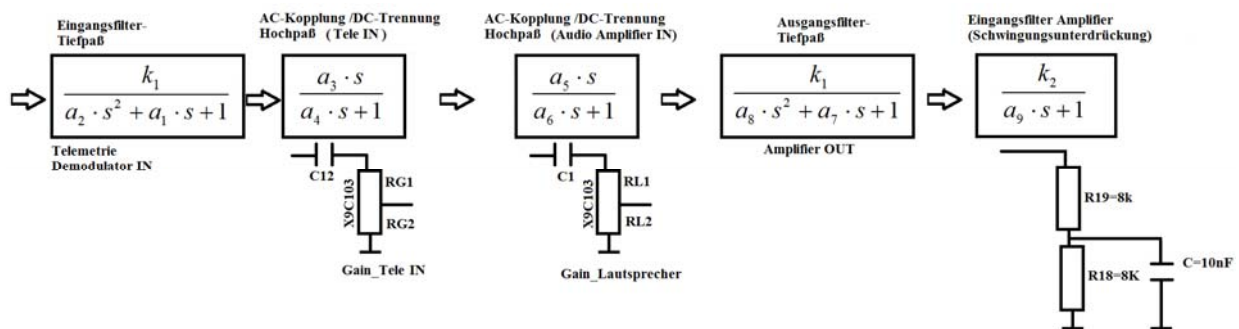 Eingangsfilter-
Tiefpaß
k₁
a₂ · s² + a₁ · s + 1
Telemetrie
Demodulator IN
AC-Kopplung /DC-Trennung
Hochpaß ( Tele IN )
a₃ · s
a₄ · s + 1
C12
X9C103
RG1
RG2
Gain_Tele IN
AC-Kopplung /DC-Trennung
Hochpaß (Audio Amplifier IN)
a₅ · s
a₆ · s + 1
C1
X9C103
RL1
RL2
Gain_Lautsprecher
Ausgangsfilter-
Tiefpaß
k₁
a₈ · s² + a₇ · s + 1
Amplifier OUT
Eingangsfilter Amplifier
(Schwingungsunterdrückung)
k₂
a₉ · s + 1
R19=8k
R18=8K
C=10nF